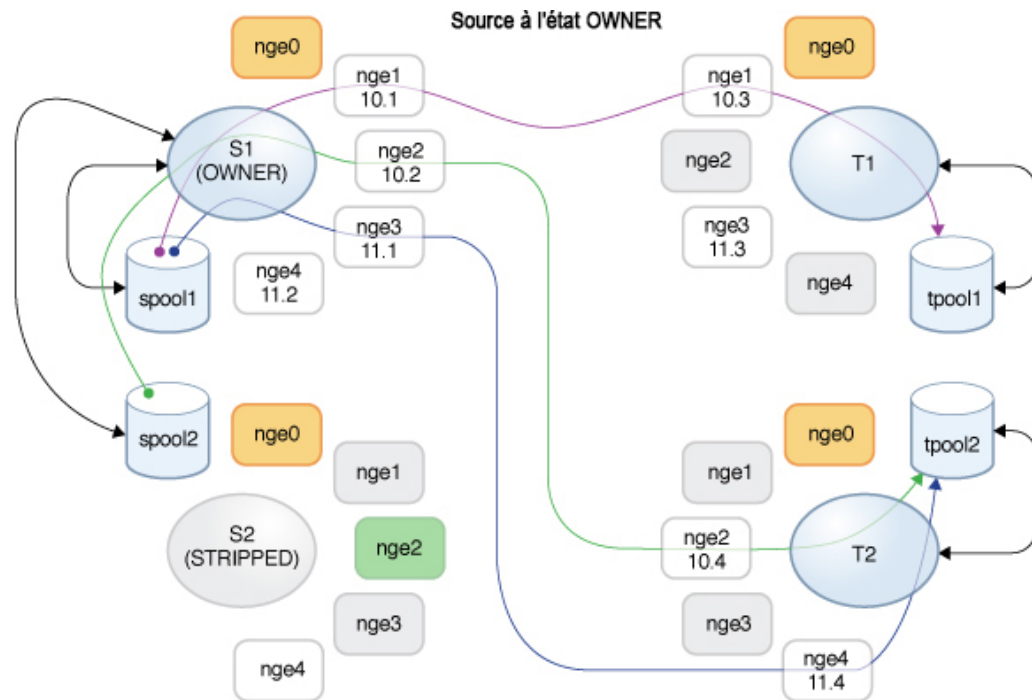 Source à l'état OWNER
nge0
nge1
10.1
S1
(OWNER)
nge2
10.2
nge3
11.1
nge4
11.2
spool1
spool2
nge0
nge1
S2
(STRIPPED)
nge2
nge3
nge4
nge0
nge1
10.3
nge2
T1
nge3
11.3
nge4
tpool1
nge0
tpool2
nge1
nge2
10.4
T2
nge3
nge4
11.4